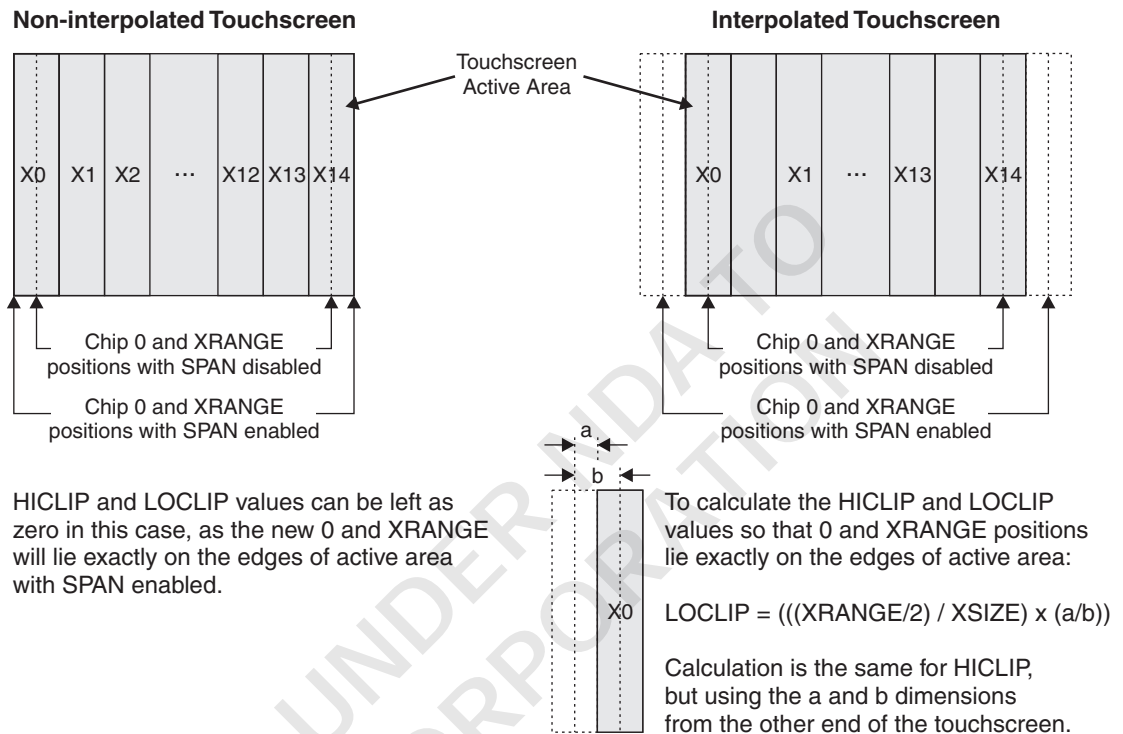 Non-interpolated Touchscreen
Interpolated Touchscreen
Touchscreen
Active Area
X0 X1 X2 ... X12 X13 X14
X0 X1 ... X13 X14
Chip 0 and XRANGE
positions with SPAN disabled
Chip 0 and XRANGE
positions with SPAN enabled
Chip 0 and XRANGE
positions with SPAN disabled
Chip 0 and XRANGE
positions with SPAN enabled
HICLIP and LOCLIP values can be left as
zero in this case, as the new 0 and XRANGE
will lie exactly on the edges of active area
with SPAN enabled.
a
b
X0
To calculate the HICLIP and LOCLIP
values so that 0 and XRANGE positions
lie exactly on the edges of active area:
LOCLIP = (((XRANGE/2) / XSIZE) x (a/b))
Calculation is the same for HICLIP,
but using the a and b dimensions
from the other end of the touchscreen.
UNDER NDA TO